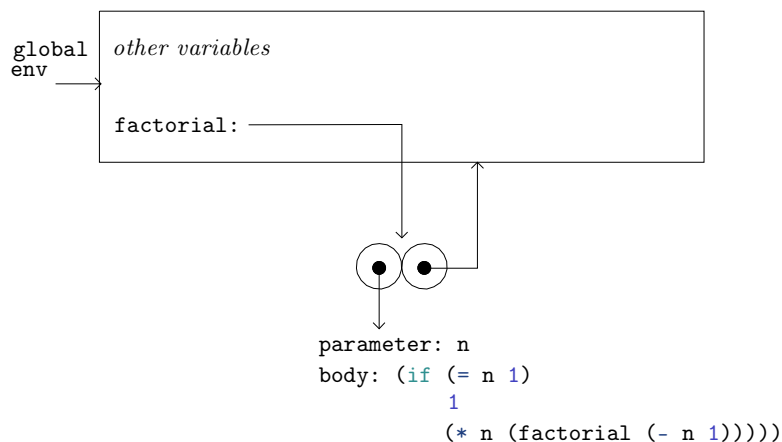 global
env
other variables
factorial:
parameter: n
body: (if (= n 1)
1
(* n (factorial (- n 1)))))